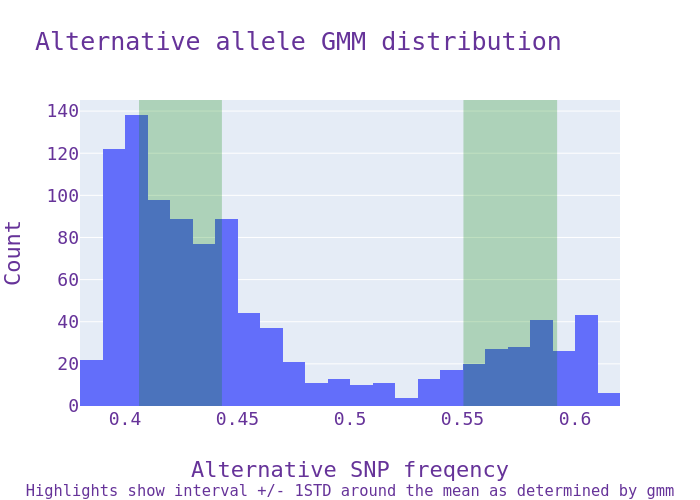 Alternative allele GMM distribution
140
120
100
80
60
40
20
0
Count
0.4 0.45 0.5 0.55 0.6
Alternative SNP freqency
Highlights show interval +/- 1STD around the mean as determined by gmm